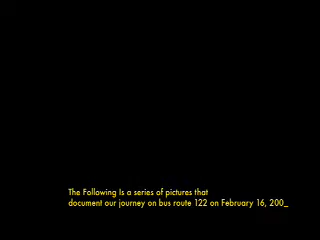 The Following Is a series of pictures that
document our journey on bus route 122 on February 16, 200_